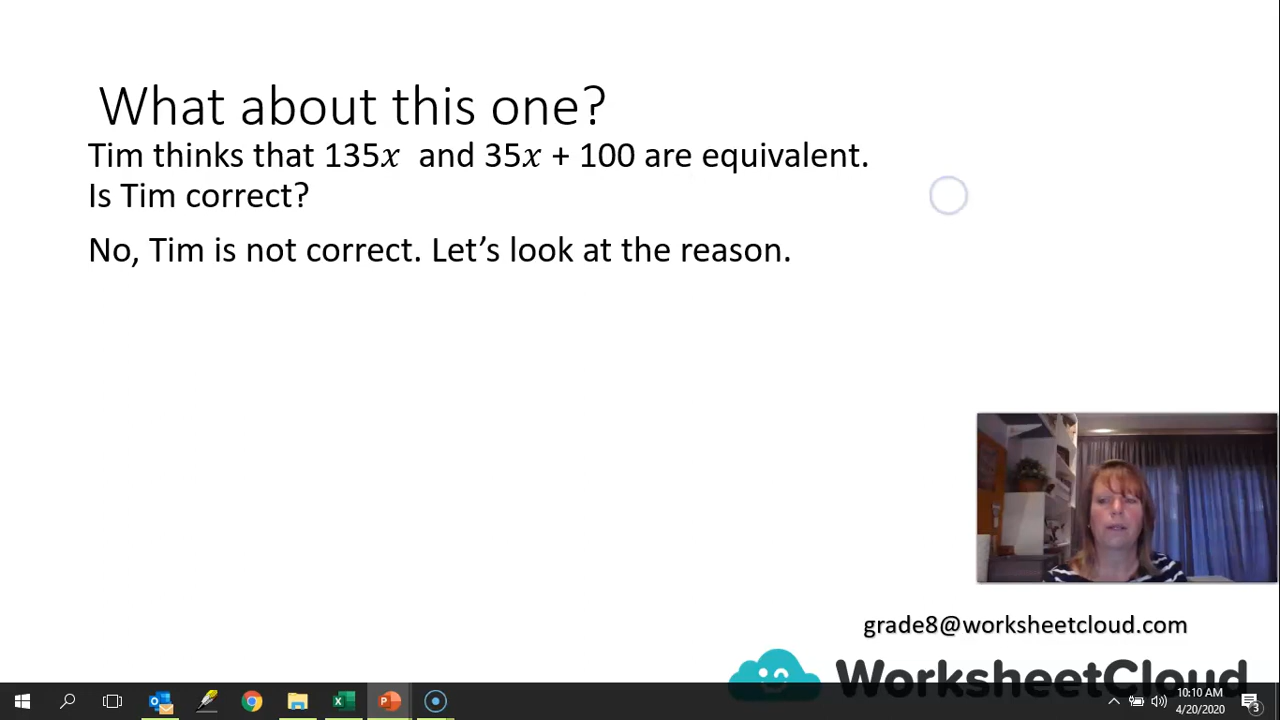 What about this one?
Tim thinks that 135𝑥 and 35𝑥 + 100 are equivalent.
Is Tim correct?
No, Tim is not correct. Let’s look at the reason.
grade8@worksheetcloud.com
WorksheetCloud
10:10 AM
4/20/2020
3